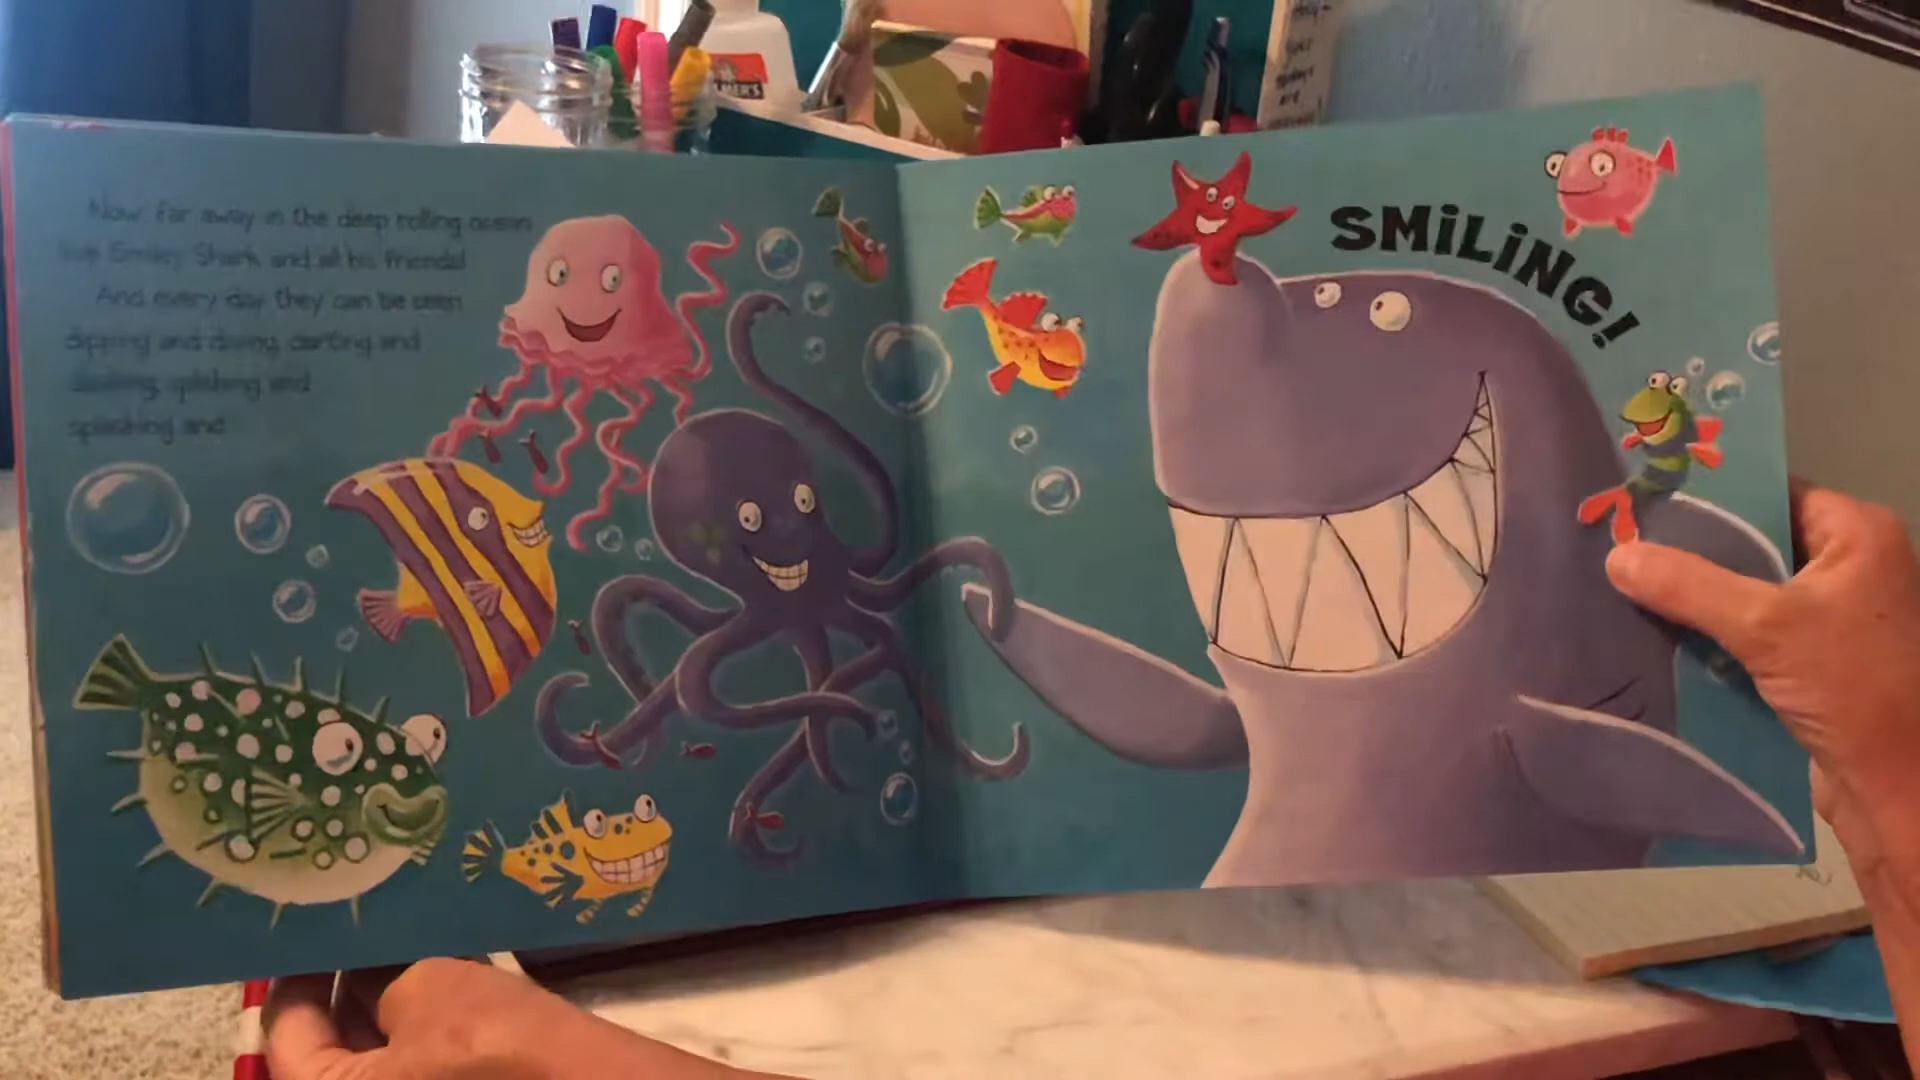 Now, far away in the deep rolling ocean
live Smiley Shark and all his friends!
And every day they can be seen
dipping and diving, darting and
dashing, splishing and
splashing and
SMiLiNG!